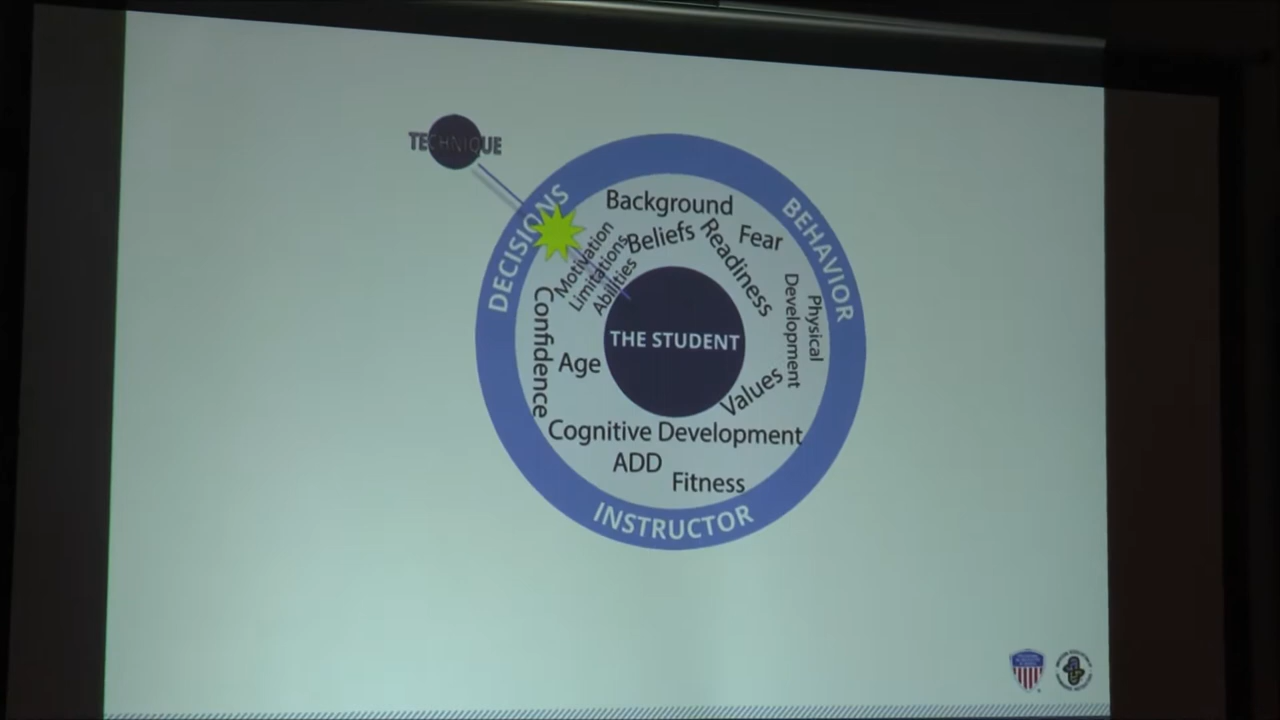 TECHNIQUE
DECISIONS
BEHAVIOR
INSTRUCTOR
Background
Motivation
Limitations
Abilities
Beliefs
Readiness
Fear
Physical
Development
Confidence
Age
THE STUDENT
Values
Cognitive Development
ADD
Fitness